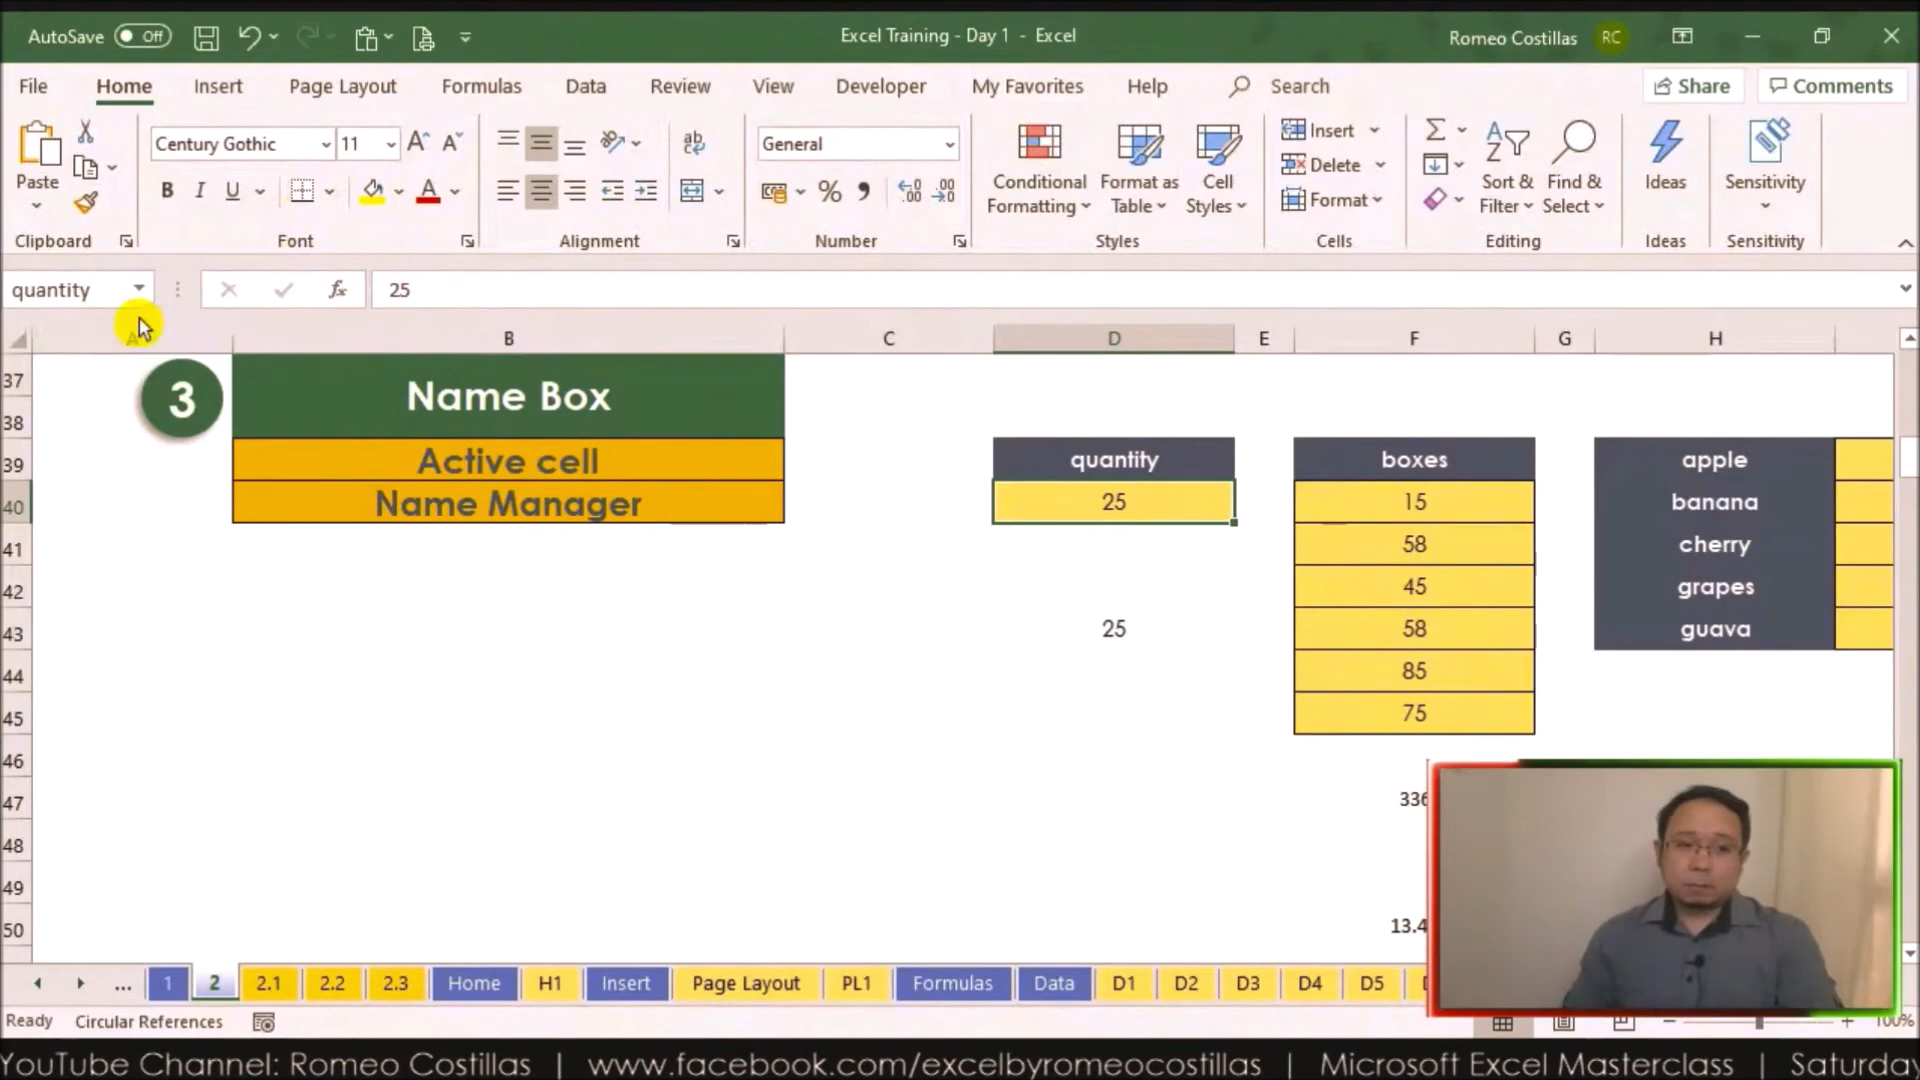 AutoSave Off
Excel Training - Day 1 - Excel
Romeo Costillas RC
File Home Insert Page Layout Formulas Data Review View Developer My Favorites Help Search
Share Comments
Century Gothic 11
General
Insert
Delete
Format
Paste
Conditional Formatting
Format as Table
Cell Styles
Sort & Filter
Find & Select
Ideas
Sensitivity
Clipboard Font Alignment Number Styles Cells Editing Ideas Sensitivity
quantity fx 25
A B C D E F G H
37
38
39
40
41
42
43
44
45
46
47
48
49
50
3
Name Box
Active cell
Name Manager
quantity
25
25
boxes
15
58
45
58
85
75
336
13.4
apple
banana
cherry
grapes
guava
... 1 2 2.1 2.2 2.3 Home H1 Insert Page Layout PL1 Formulas Data D1 D2 D3 D4 D5
Ready Circular References
100%
YouTube Channel: Romeo Costillas | www.facebook.com/excelbyromeocostillas | Microsoft Excel Masterclass | Saturday